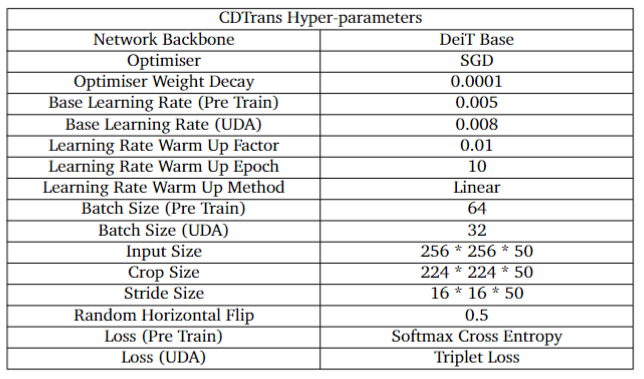 CDTrans Hyper-parameters
Network Backbone DeiT Base
Optimiser SGD
Optimiser Weight Decay 0.0001
Base Learning Rate (Pre Train) 0.005
Base Learning Rate (UDA) 0.008
Learning Rate Warm Up Factor 0.01
Learning Rate Warm Up Epoch 10
Learning Rate Warm Up Method Linear
Batch Size (Pre Train) 64
Batch Size (UDA) 32
Input Size 256 * 256 * 50
Crop Size 224 * 224 * 50
Stride Size 16 * 16 * 50
Random Horizontal Flip 0.5
Loss (Pre Train) Softmax Cross Entropy
Loss (UDA) Triplet Loss